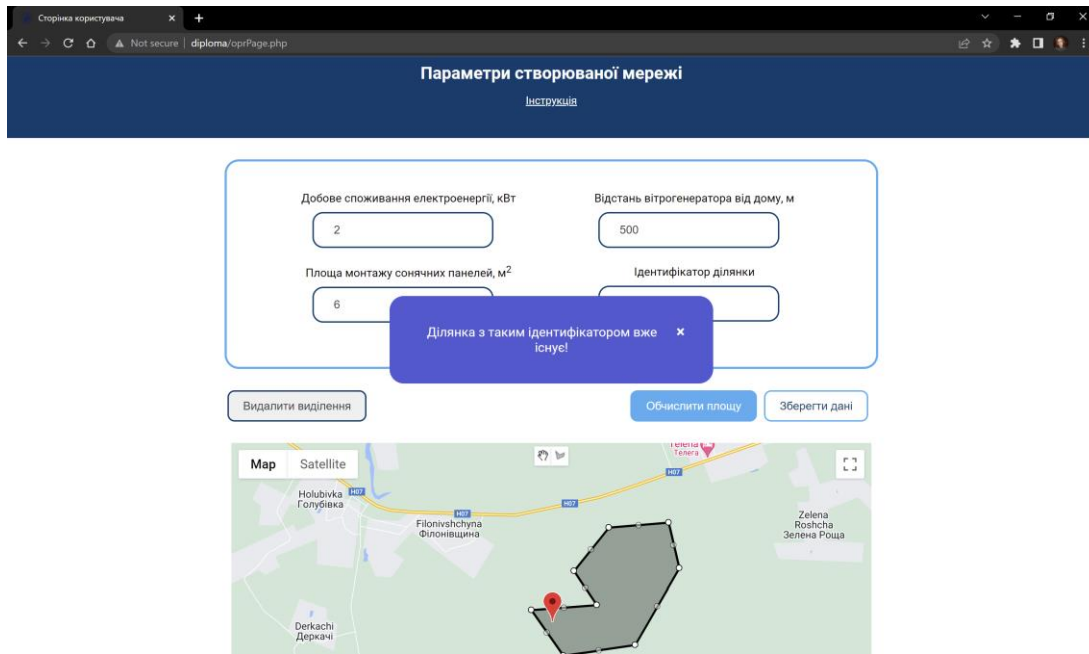 Сторінка користувача
Not secure | diploma/oprPage.php
Параметри створюваної мережі
Інструкція
Добове споживання електроенергії, кВт
Відстань вітрогенератора від дому, м
2
500
Площа монтажу сонячних панелей, м²
Ідентифікатор ділянки
6
Ділянка з таким ідентифікатором вже
існує!
Видалити виділення
Обчислити площу
Зберегти дані
Map
Satellite
Teleha
Телега
H07
H07
Holubivka
Голубівка
H07
H07
Filonivshchyna
Філонівщина
Zelena
Roshcha
Зелена Роща
Derkachi
Деркачі